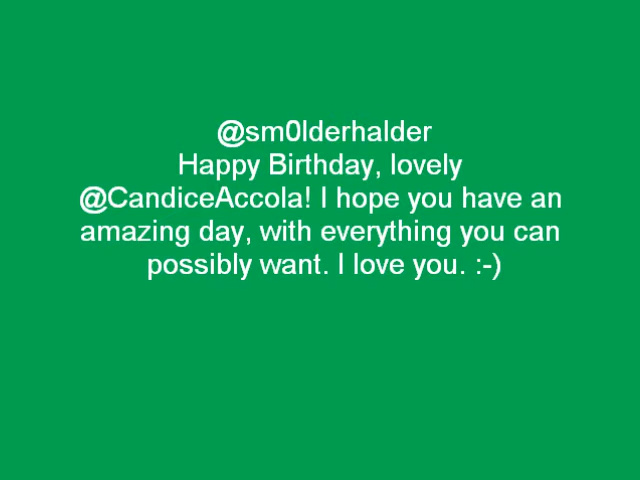 @sm0lderhalder
Happy Birthday, lovely
@CandiceAccola! I hope you have an
amazing day, with everything you can
possibly want. I love you. :-)